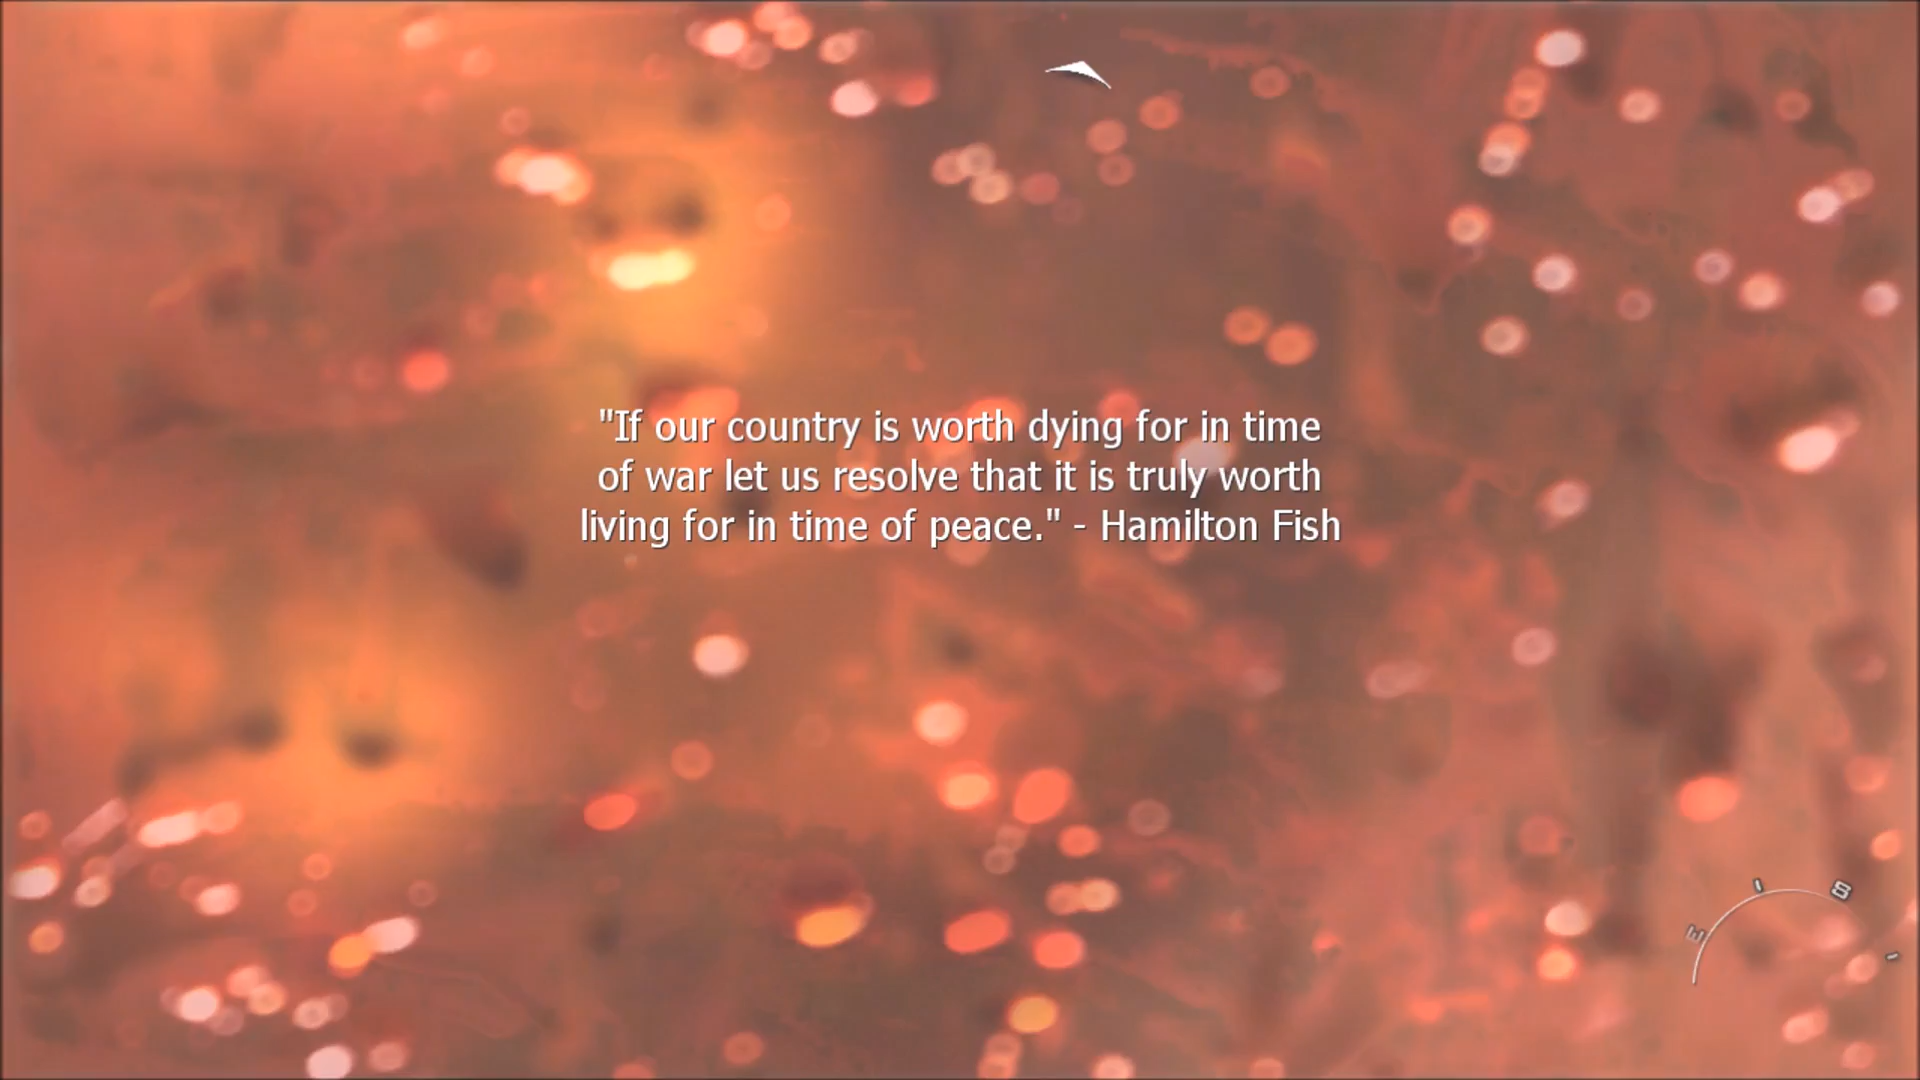 "If our country is worth dying for in time
of war let us resolve that it is truly worth
living for in time of peace." - Hamilton Fish
E
S